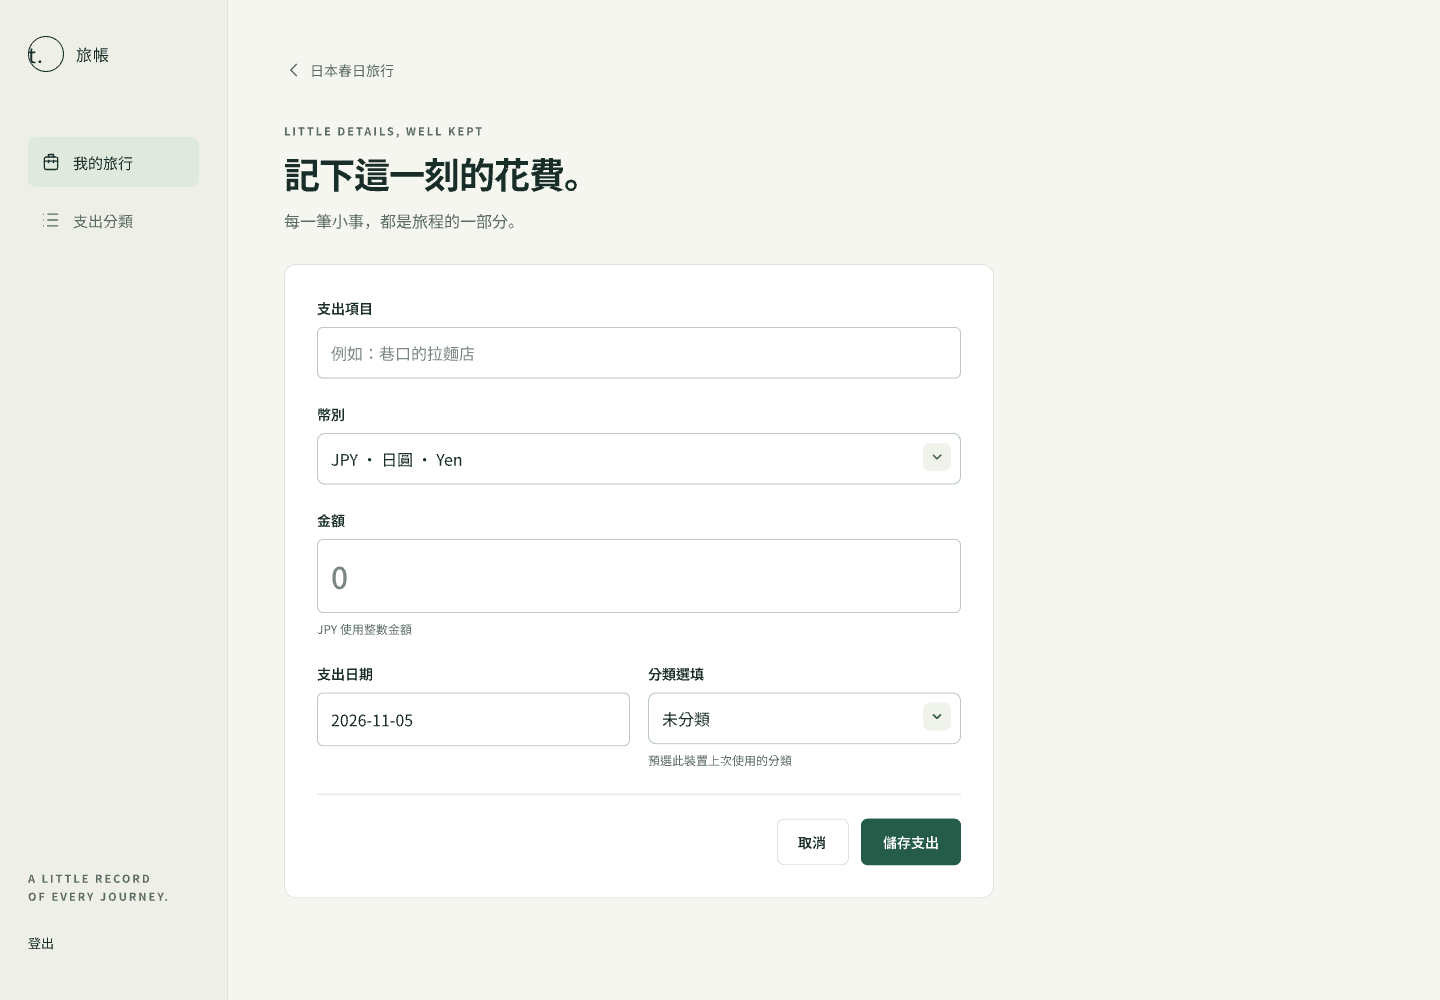 t. 旅帳
我的旅行
支出分類
A LITTLE RECORD
OF EVERY JOURNEY.
登出
日本春日旅行
LITTLE DETAILS, WELL KEPT
記下這一刻的花費。
每一筆小事，都是旅程的一部分。
支出項目
例如：巷口的拉麵店
幣別
JPY · 日圓 · Yen
金額
0
JPY 使用整數金額
支出日期
2026-11-05
分類選填
未分類
預選此裝置上次使用的分類
取消
儲存支出